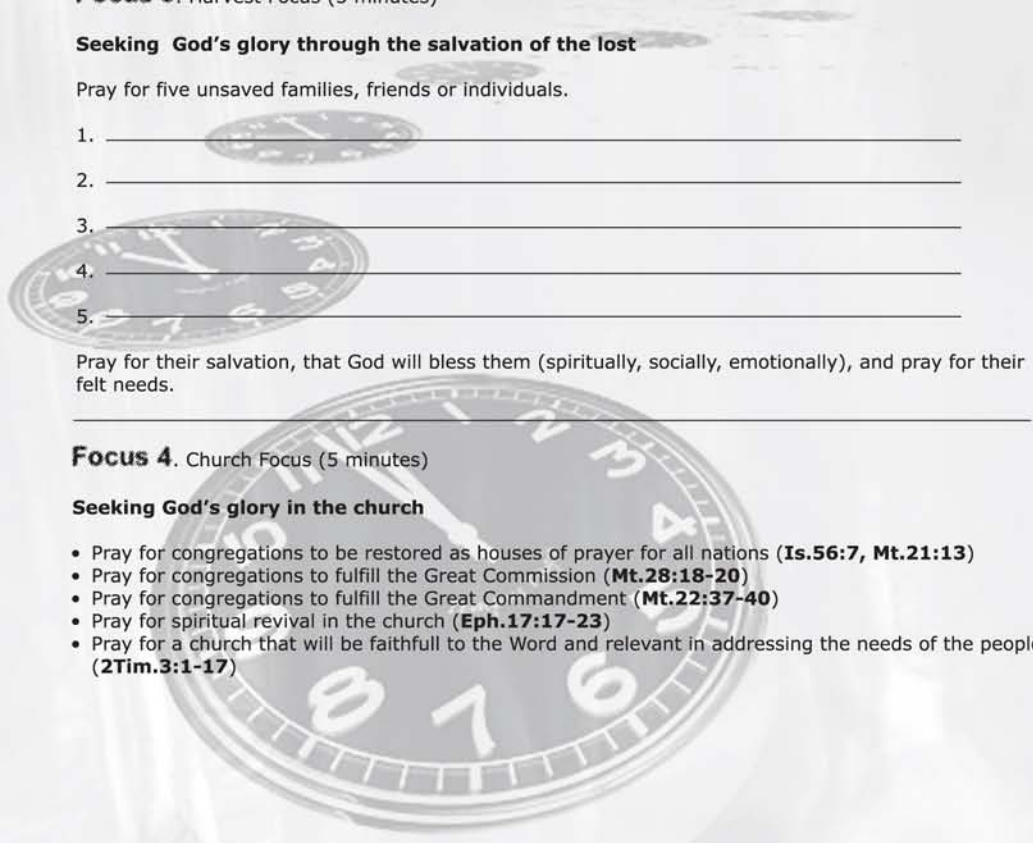 Focus 3. Harvest Focus (5 minutes)
Seeking God's glory through the salvation of the lost
Pray for five unsaved families, friends or individuals.
1.
2.
3.
4.
5.
Pray for their salvation, that God will bless them (spiritually, socially, emotionally), and pray for their
felt needs.
Focus 4. Church Focus (5 minutes)
Seeking God's glory in the church
• Pray for congregations to be restored as houses of prayer for all nations (Is.56:7, Mt.21:13)
• Pray for congregations to fulfill the Great Commission (Mt.28:18-20)
• Pray for congregations to fulfill the Great Commandment (Mt.22:37-40)
• Pray for spiritual revival in the church (Eph.17:17-23)
• Pray for a church that will be faithfull to the Word and relevant in addressing the needs of the people
(2Tim.3:1-17)